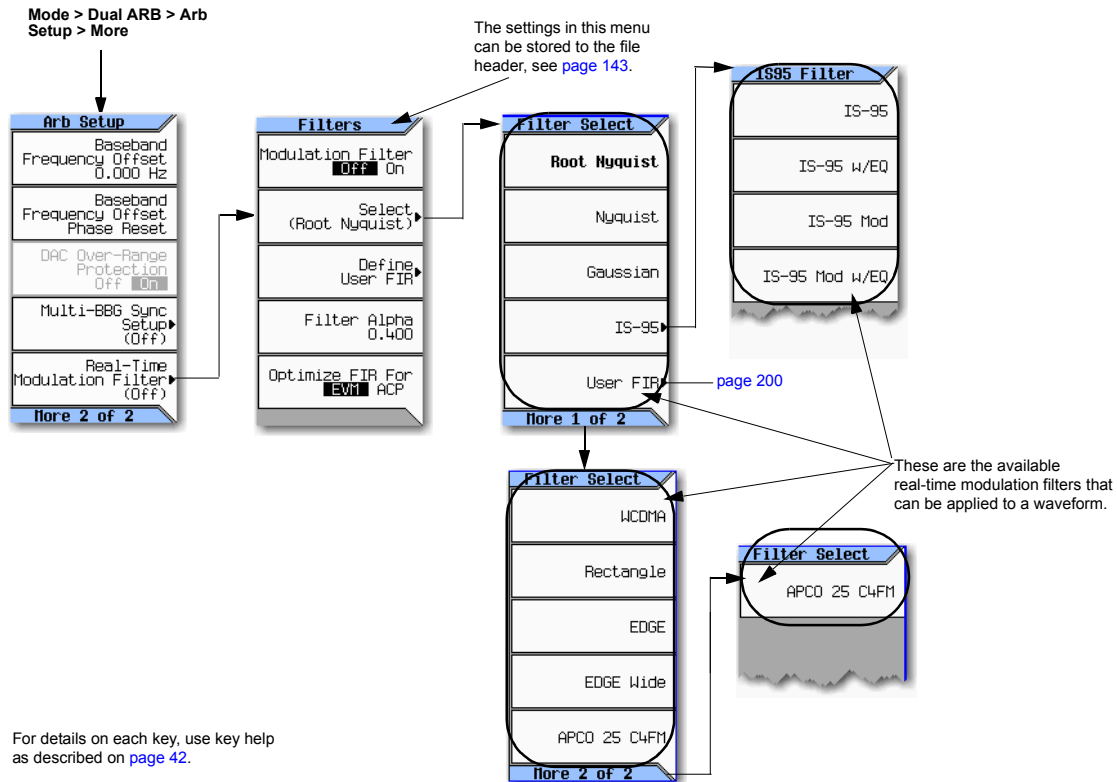 Mode > Dual ARB > Arb
Setup > More
The settings in this menu
can be stored to the file
header, see page 143.
Arb Setup
Baseband
Frequency Offset
0.000 Hz
Baseband
Frequency Offset
Phase Reset
DAC Over-Range
Protection
Off On
Multi-BBG Sync
Setup
(Off)
Real-Time
Modulation Filter
(Off)
More 2 of 2
Filters
Modulation Filter
Off On
Select
(Root Nyquist)
Define
User FIR
Filter Alpha
0.400
Optimize FIR For
EVM ACP
Filter Select
Root Nyquist
Nyquist
Gaussian
IS-95
User FIR
More 1 of 2
page 200
IS95 Filter
IS-95
IS-95 w/EQ
IS-95 Mod
IS-95 Mod w/EQ
These are the available
real-time modulation filters that
can be applied to a waveform.
Filter Select
WCDMA
Rectangle
EDGE
EDGE Wide
APCO 25 C4FM
More 2 of 2
Filter Select
APCO 25 C4FM
For details on each key, use key help
as described on page 42.